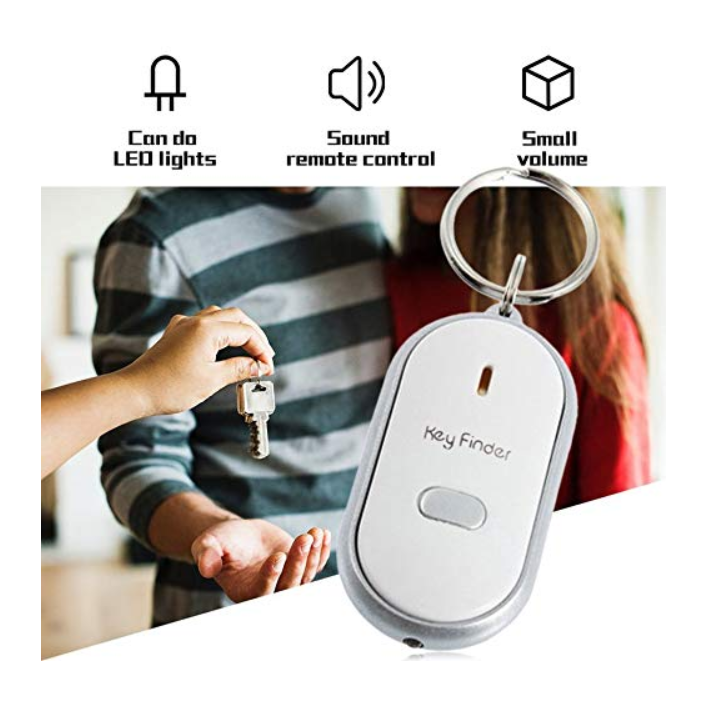 Can do
LED lights
Sound
remote control
Small
volume
Key Finder